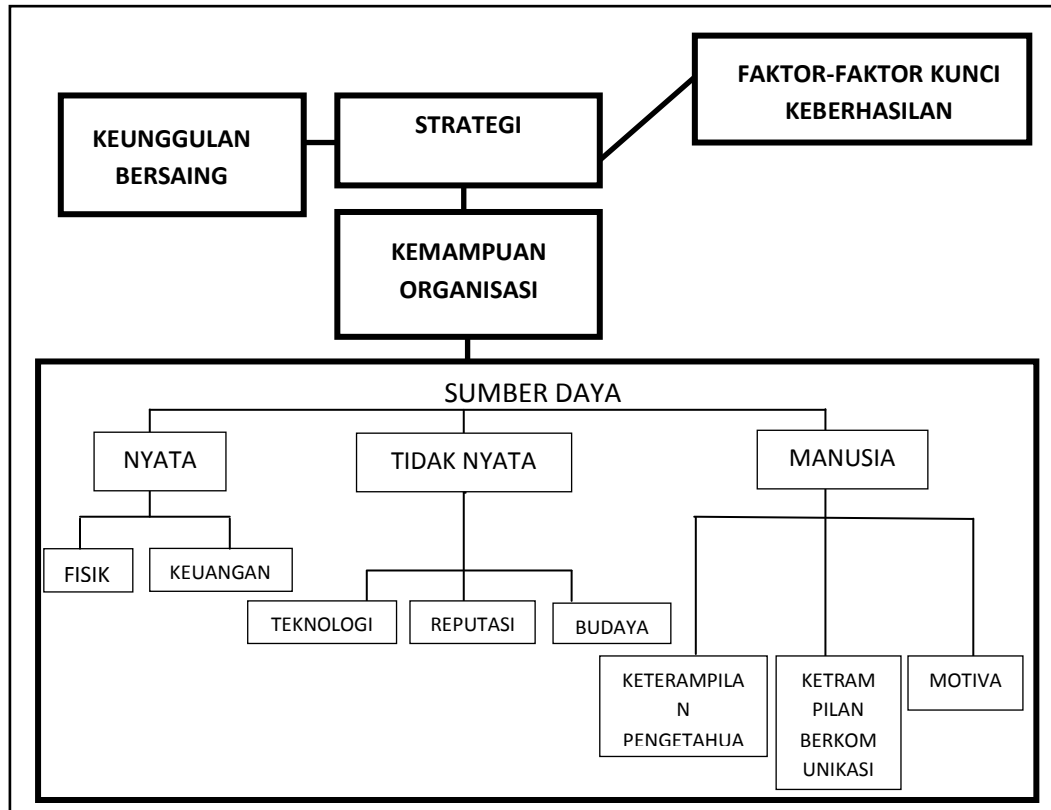 FAKTOR-FAKTOR KUNCI
KEBERHASILAN
STRATEGI
KEUNGGULAN
BERSAING
KEMAMPUAN
ORGANISASI
SUMBER DAYA
NYATA
TIDAK NYATA
MANUSIA
FISIK
KEUANGAN
TEKNOLOGI
REPUTASI
BUDAYA
KETERAMPILA
N
PENGETAHUA
KETRAM
PILAN
BERKOM
UNIKASI
MOTIVA